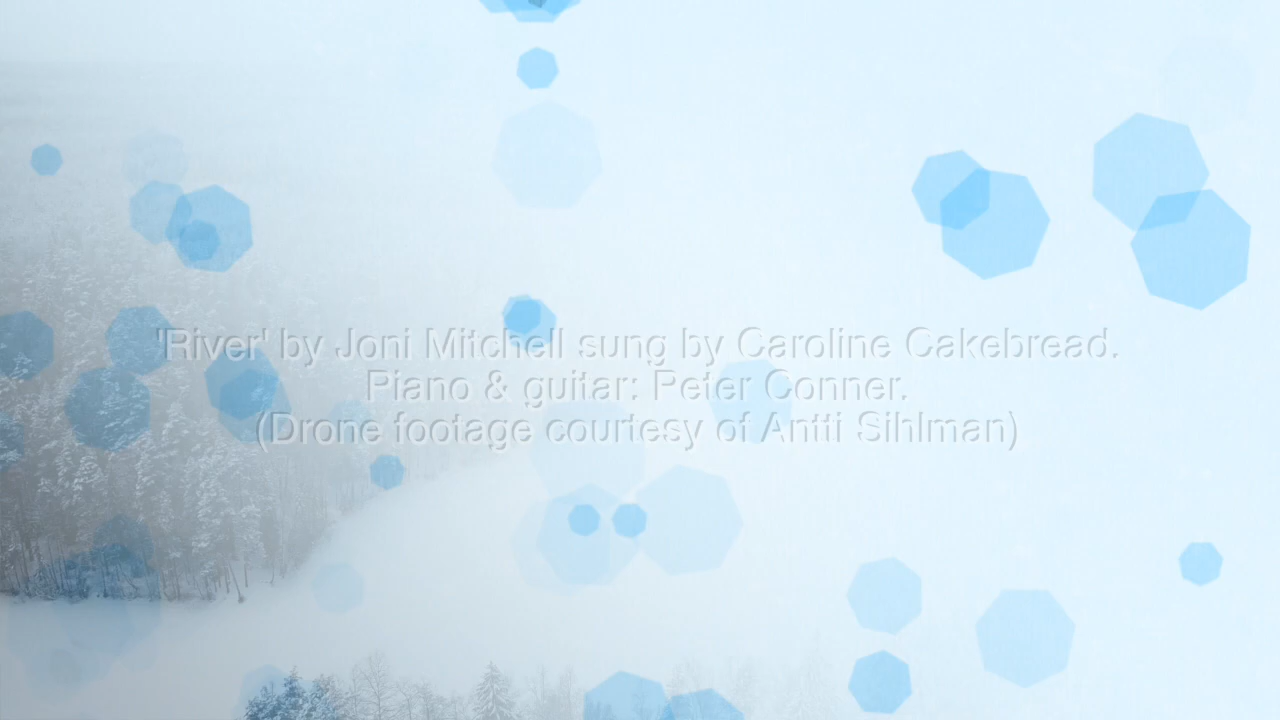 'River' by Joni Mitchell sung by Caroline Cakebread.
Piano & guitar: Peter Conner.
(Drone footage courtesy of Antti Sihlman)